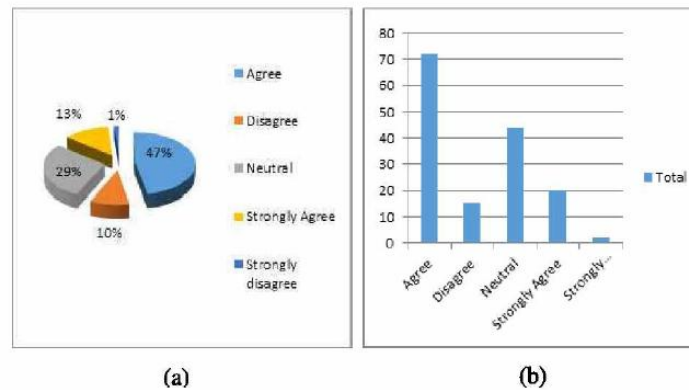 Agree
Disagree
Neutral
Strongly Agree
Strongly
disagree
13%
1%
47%
29%
10%
(a)
80
70
60
50
40
30
20
10
0
Agree
Disagree
Neutral
Strongly Agree
Strongly...
Total
(b)